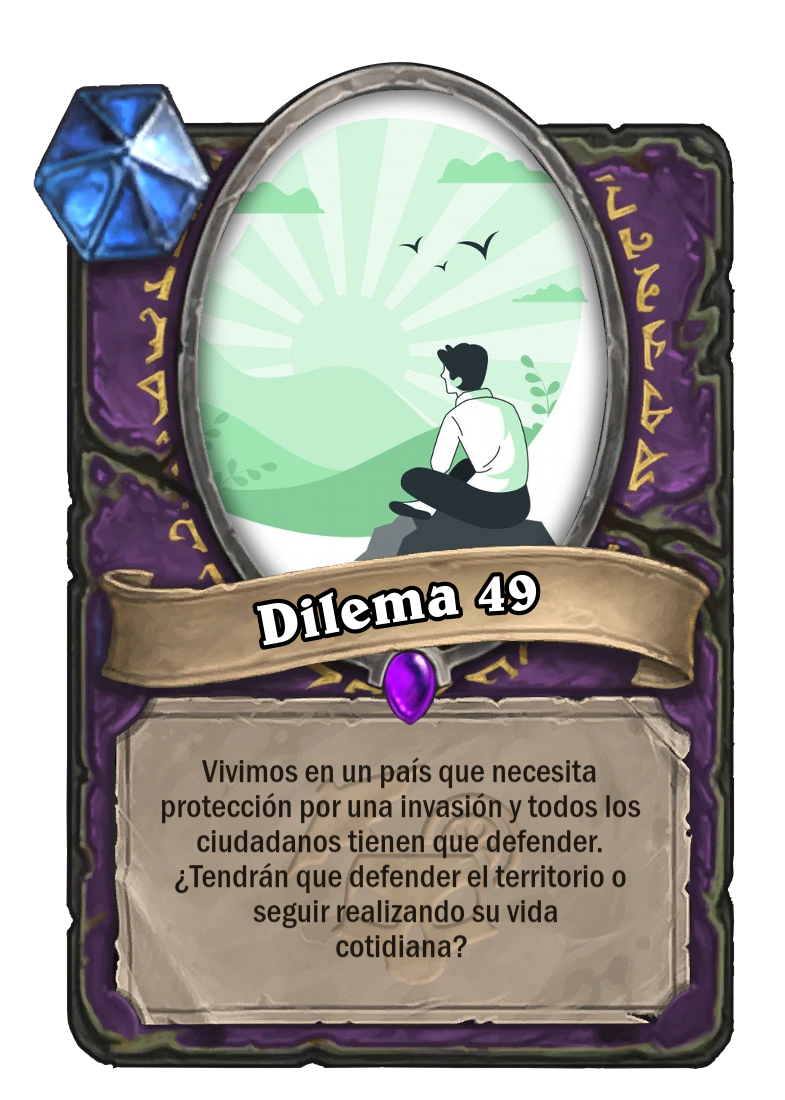 Dilema 49
Vivimos en un país que necesita
protección por una invasión y todos los
ciudadanos tienen que defender.
¿Tendrán que defender el territorio o
seguir realizando su vida
cotidiana?